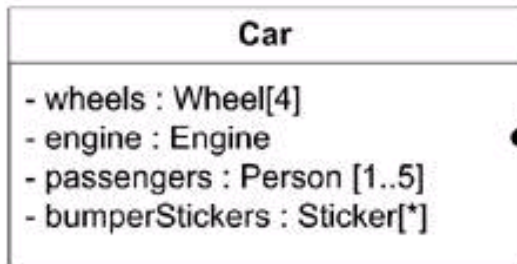 Car
- wheels : Wheel[4]
- engine : Engine
- passengers : Person [1..5]
- bumperStickers : Sticker[*]